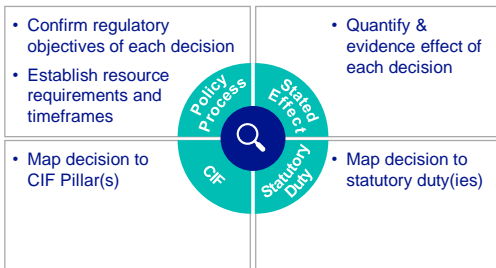 • Confirm regulatory
objectives of each decision
• Establish resource
requirements and
timeframes
• Quantify &
evidence effect of
each decision
Policy
Process
Stated
Effect
CIF
Statutory
Duty
• Map decision to
CIF Pillar(s)
• Map decision to
statutory duty(ies)